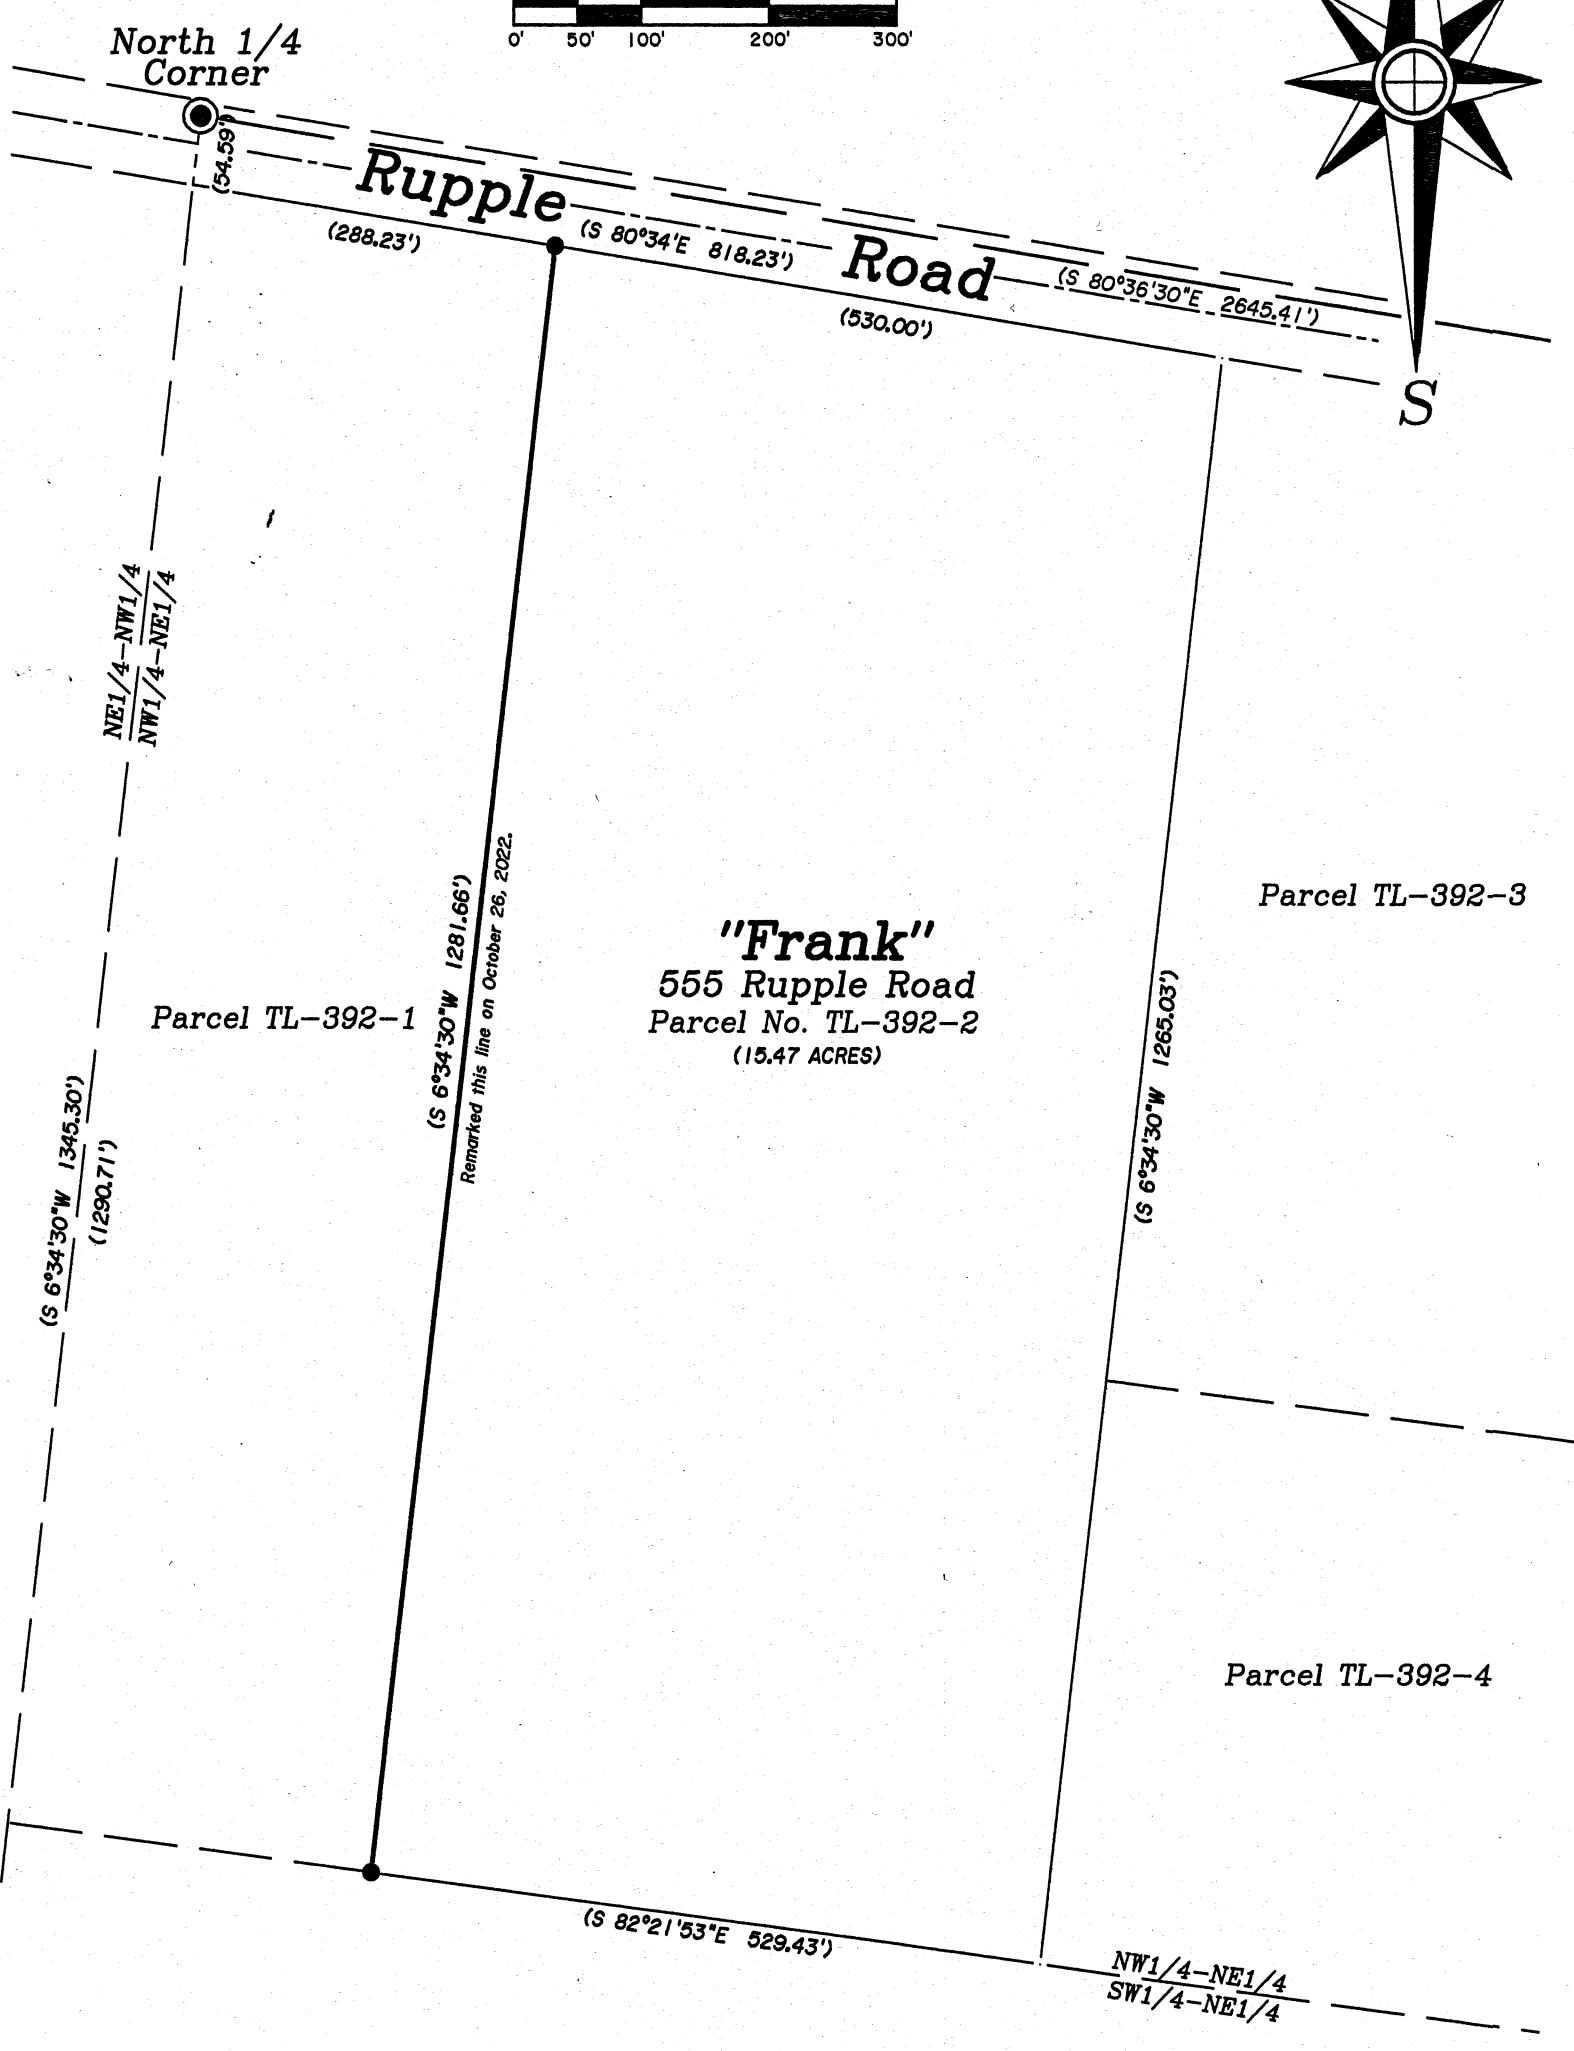 0' 50' 100' 200' 300'
North 1/4
Corner
(54.59')
Rupple Road
(288.23')
(S 80°34'E 818.23')
(S 80°36'30"E 2645.41')
(530.00')
S
NE1/4-NW1/4
NW1/4-NE1/4
(S 6°34'30"W 1281.66')
Remarked this line on October 26, 2022.
Parcel TL-392-3
"Frank"
555 Rupple Road
Parcel No. TL-392-2
(15.47 ACRES)
Parcel TL-392-1
(S 6°34'30"W 1265.03')
(S 6°34'30"W 1345.30')
(1290.71')
Parcel TL-392-4
(S 82°21'53"E 529.43')
NW1/4-NE1/4
SW1/4-NE1/4